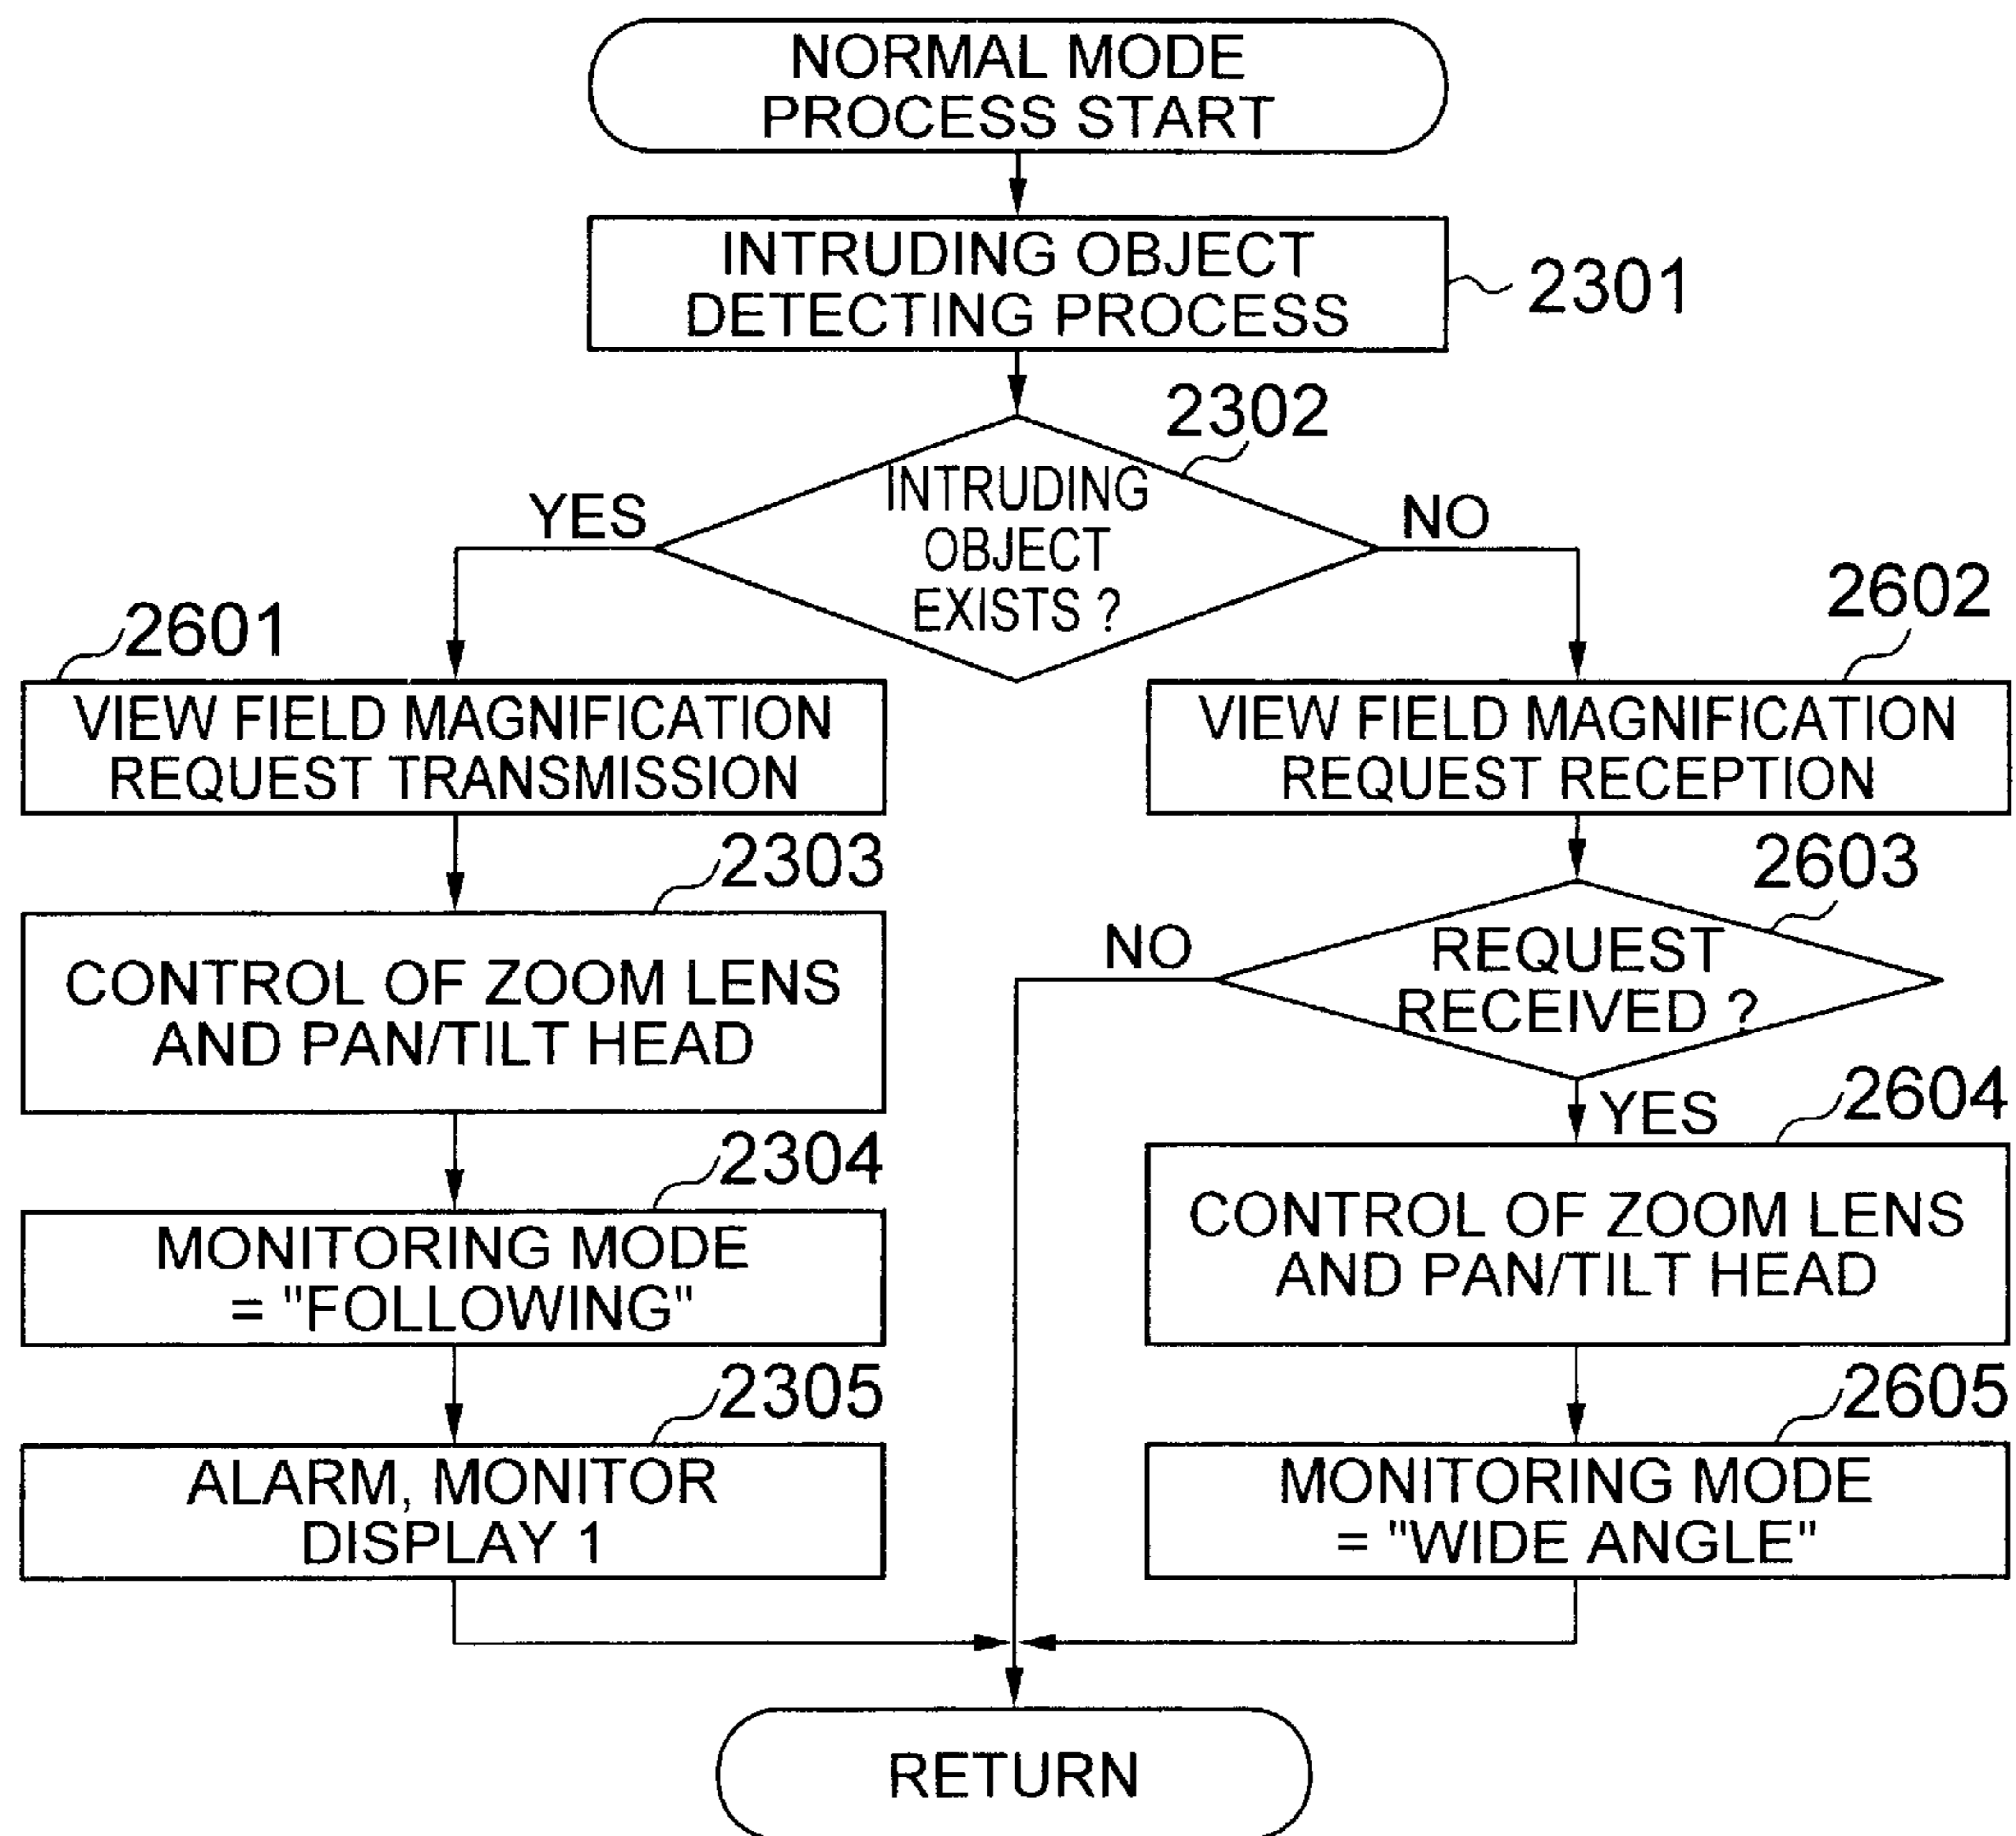 NORMAL MODE
PROCESS START
INTRUDING OBJECT
DETECTING PROCESS
2301
2302
INTRUDING
OBJECT
EXISTS ?
YES
NO
2601
VIEW FIELD MAGNIFICATION
REQUEST TRANSMISSION
2602
VIEW FIELD MAGNIFICATION
REQUEST RECEPTION
2303
CONTROL OF ZOOM LENS
AND PAN/TILT HEAD
2603
REQUEST
RECEIVED ?
NO
YES
2304
MONITORING MODE
= "FOLLOWING"
2604
CONTROL OF ZOOM LENS
AND PAN/TILT HEAD
2305
ALARM, MONITOR
DISPLAY 1
2605
MONITORING MODE
= "WIDE ANGLE"
RETURN